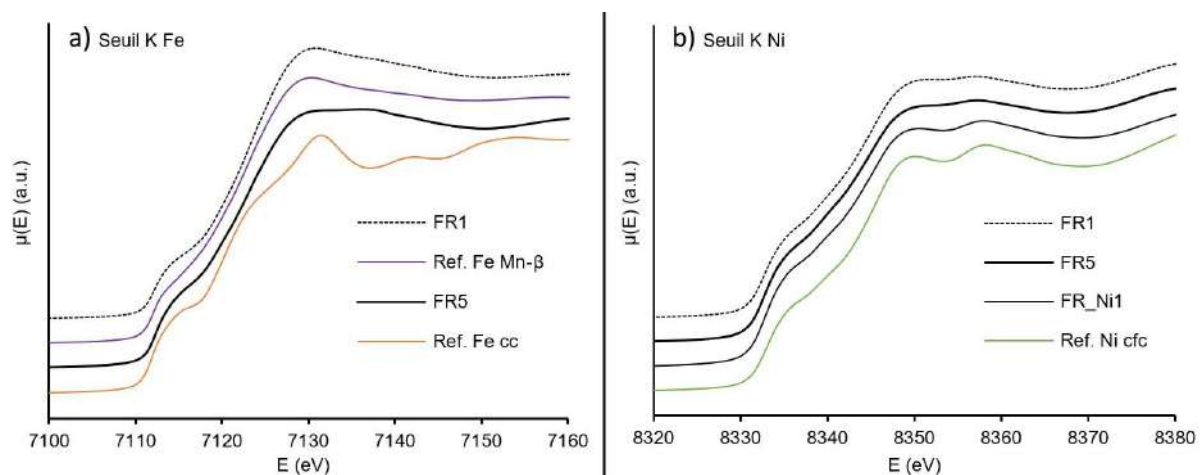 a) Seuil K Fe
µ(E) (a.u.)
FR1
Ref. Fe Mn-β
FR5
Ref. Fe cc
7100 7110 7120 7130 7140 7150 7160
E (eV)
b) Seuil K Ni
µ(E) (a.u.)
FR1
FR5
FR_Ni1
Ref. Ni cfc
8320 8330 8340 8350 8360 8370 8380
E (eV)